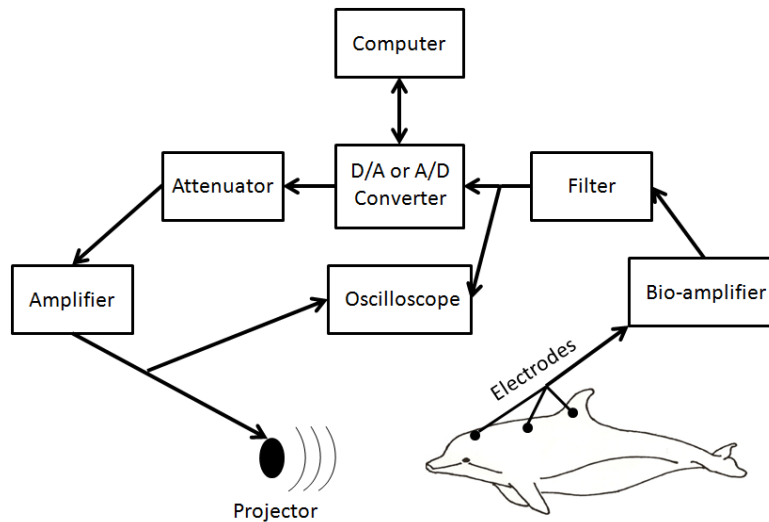 Computer
Attenuator
D/A or A/D
Converter
Filter
Amplifier
Oscilloscope
Bio-amplifier
Electrodes
Projector